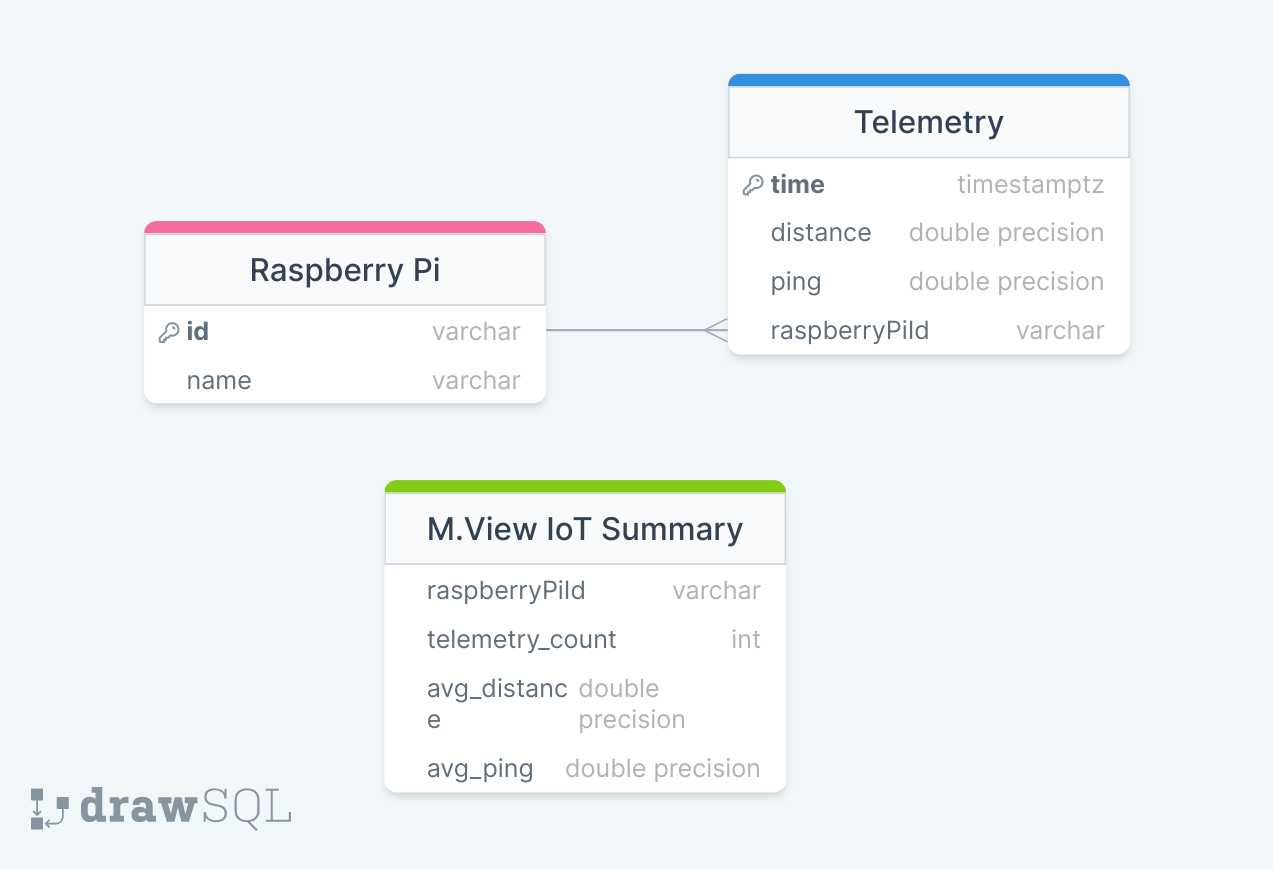 Telemetry
time timestamptz
distance double precision
ping double precision
raspberryPiId varchar
Raspberry Pi
id varchar
name varchar
M.View IoT Summary
raspberryPiId varchar
telemetry_count int
avg_distanc double
e precision
avg_ping double precision
drawSQL